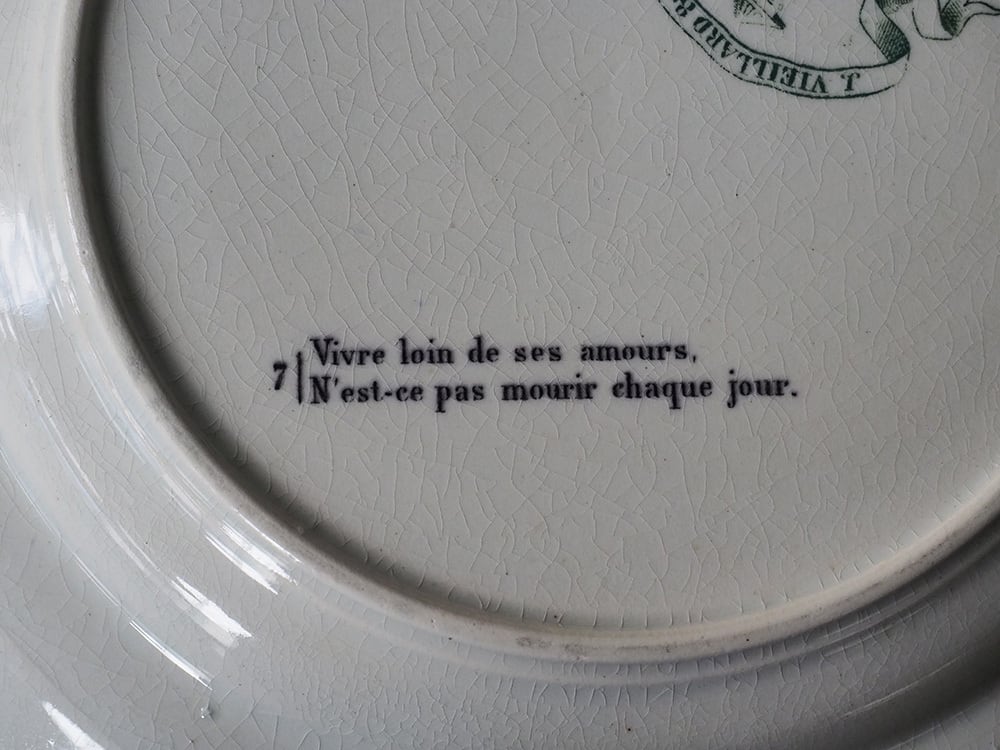 J. VIEILLARD &
7 Vivre loin de ses amours,
N'est-ce pas mourir chaque jour.